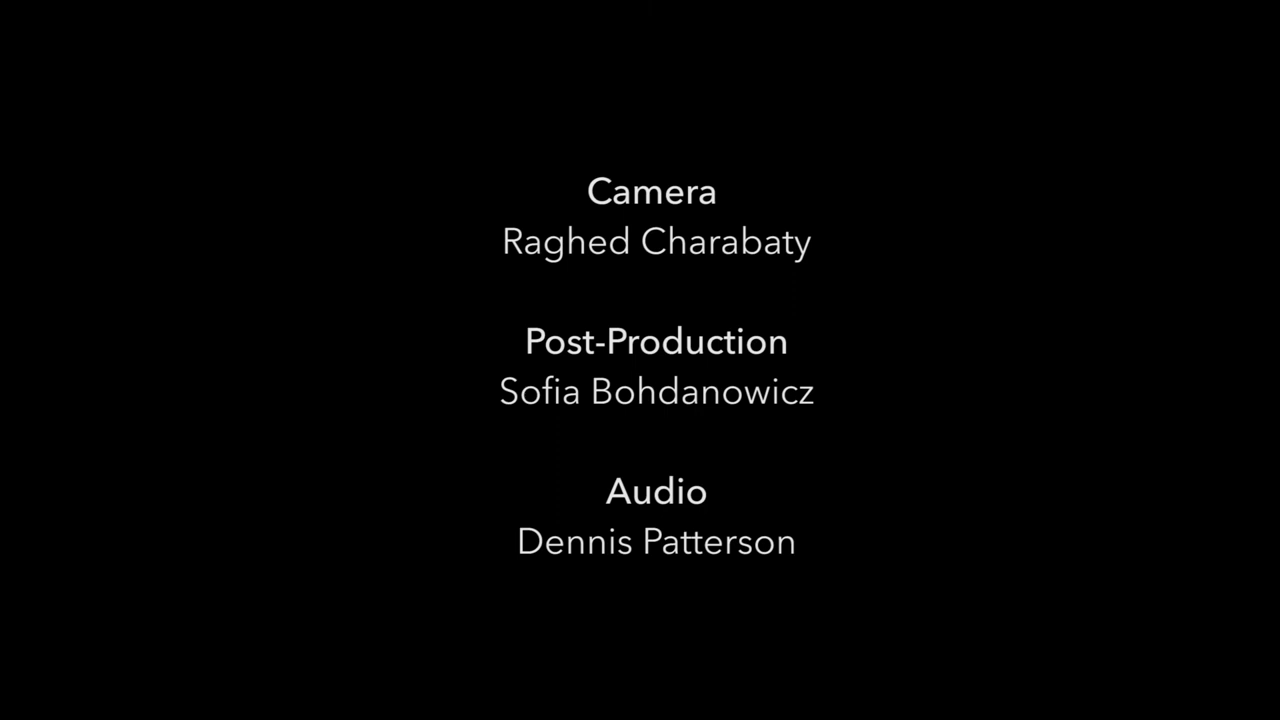 Camera
Raghed Charabaty
Post-Production
Sofia Bohdanowicz
Audio
Dennis Patterson